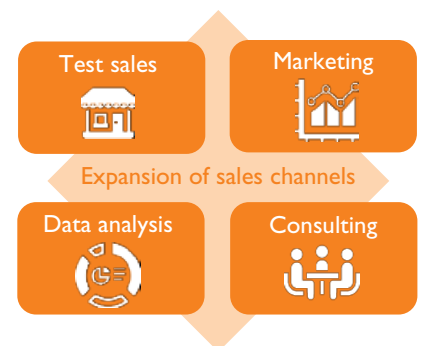 Test sales
Marketing
Expansion of sales channels
Data analysis
Consulting